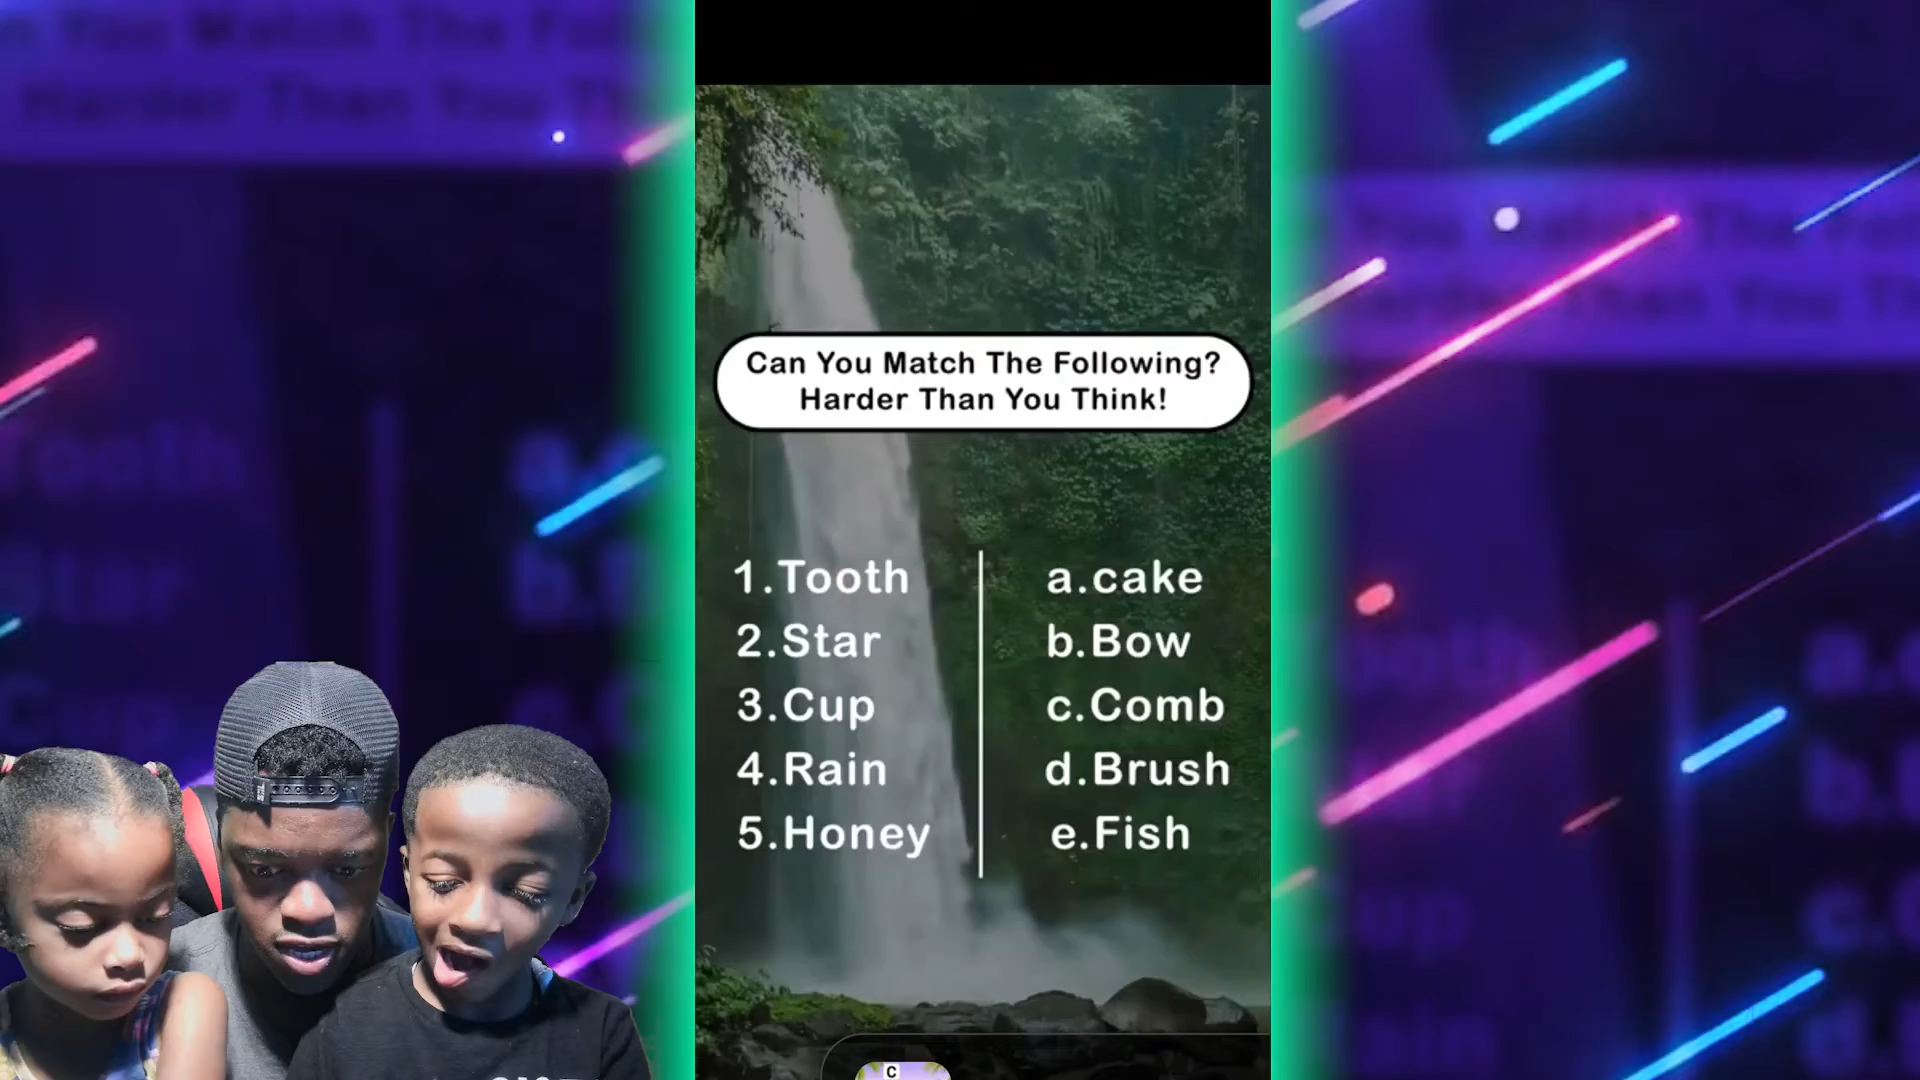 Can You Match The Following?
Harder Than You Think!
1.Tooth
2.Star
3.Cup
4.Rain
5.Honey
a.cake
b.Bow
c.Comb
d.Brush
e.Fish
C